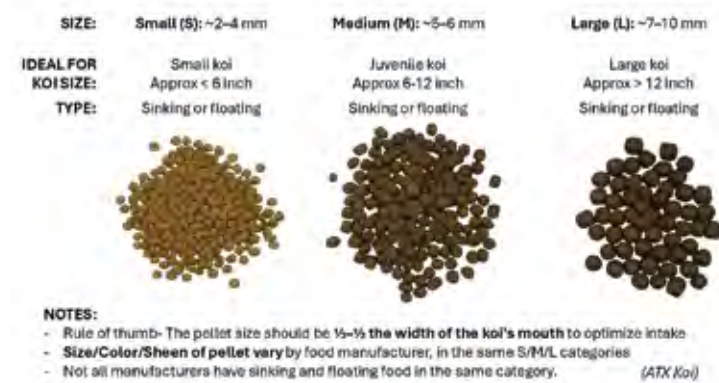 SIZE: Small (S): ~2–4 mm Medium (M): ~5–6 mm Large (L): ~7–10 mm
IDEAL FOR Small koi Juvenile koi Large koi
KOI SIZE: Approx < 6 inch Approx 6-12 inch Approx > 12 inch
TYPE: Sinking or floating Sinking or floating Sinking or floating
NOTES:
- Rule of thumb- The pellet size should be ⅓–½ the width of the koi's mouth to optimize intake
- Size/Color/Sheen of pellet vary by food manufacturer, in the same S/M/L categories
- Not all manufacturers have sinking and floating food in the same category. (ATX Koi)